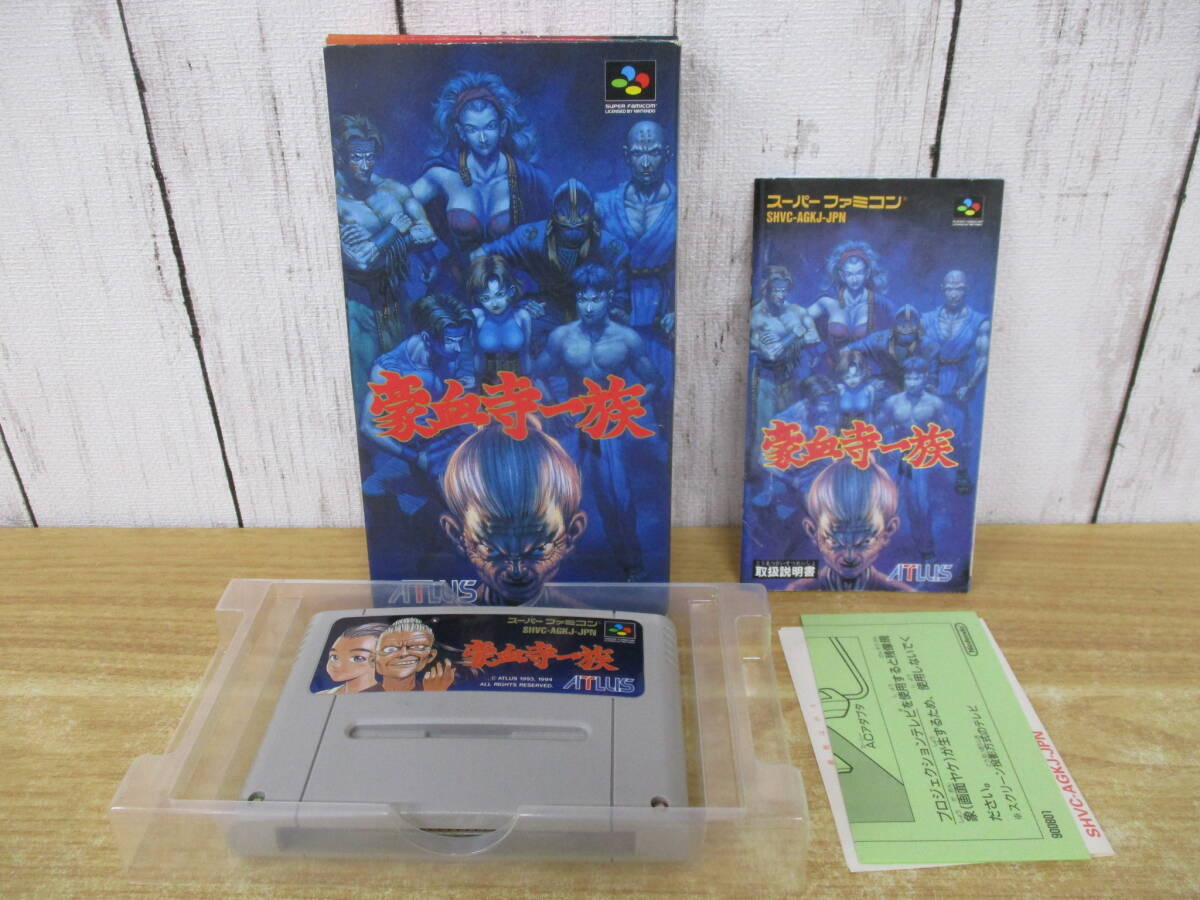 SUPER FAMICOM
LICENSED BY NINTENDO
豪血寺一族
ATLUS
スーパーファミコン
SHVC-AGKJ-JPN
豪血寺一族
取扱説明書
ATLUS
スーパーファミコン
SHVC-AGKJ-JPN
豪血寺一族
© ATLUS 1993, 1994
ALL RIGHTS RESERVED.
ATLUS
Nintendo
ACアダプタ
プロジェクションテレビを使用すると残像現
象(画面ヤケ)が生ずるため、使用しないでく
ださい。
※スクリーン投影方式のテレビ
900801
SHVC-AGKJ-JPN